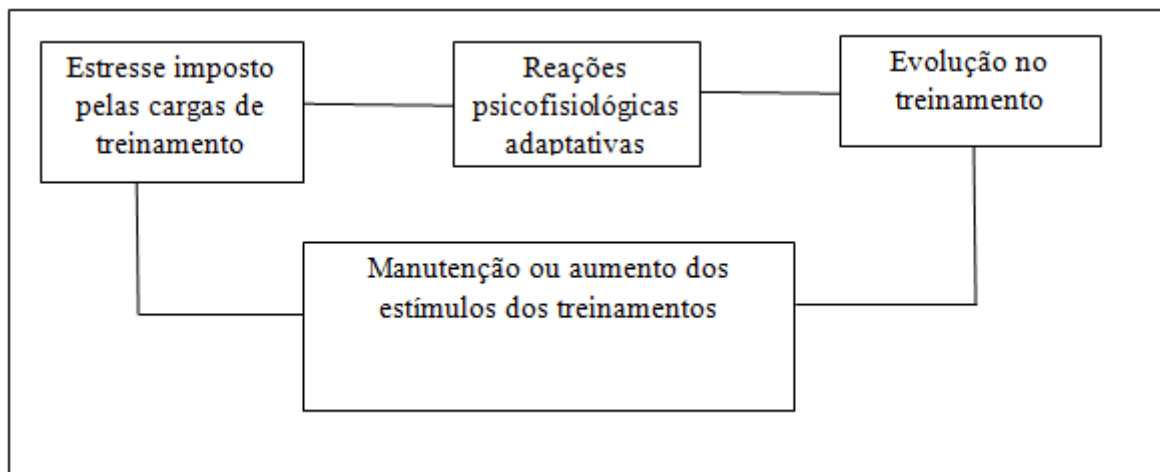 Estresse imposto
pelas cargas de
treinamento
Reações
psicofisiológicas
adaptativas
Evolução no
treinamento
Manutenção ou aumento dos
estímulos dos treinamentos